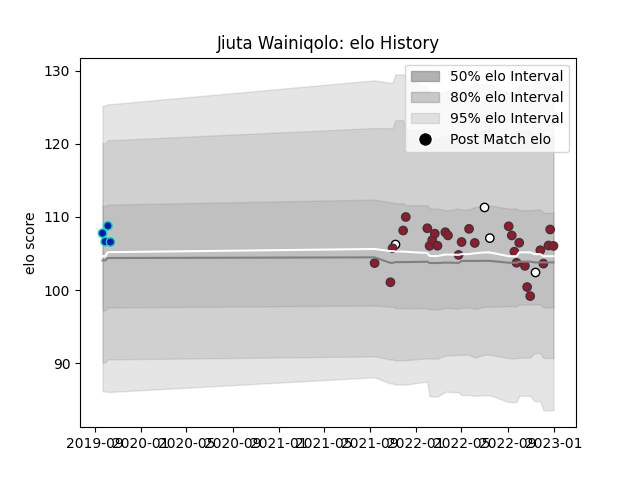 Jiuta Wainiqolo: elo History
50% elo Interval
80% elo Interval
95% elo Interval
Post Match elo
elo score
130
120
110
100
90
2019-09 2020-01 2020-05 2020-09 2021-01 2021-05 2021-09 2022-01 2022-05 2022-09 2023-01